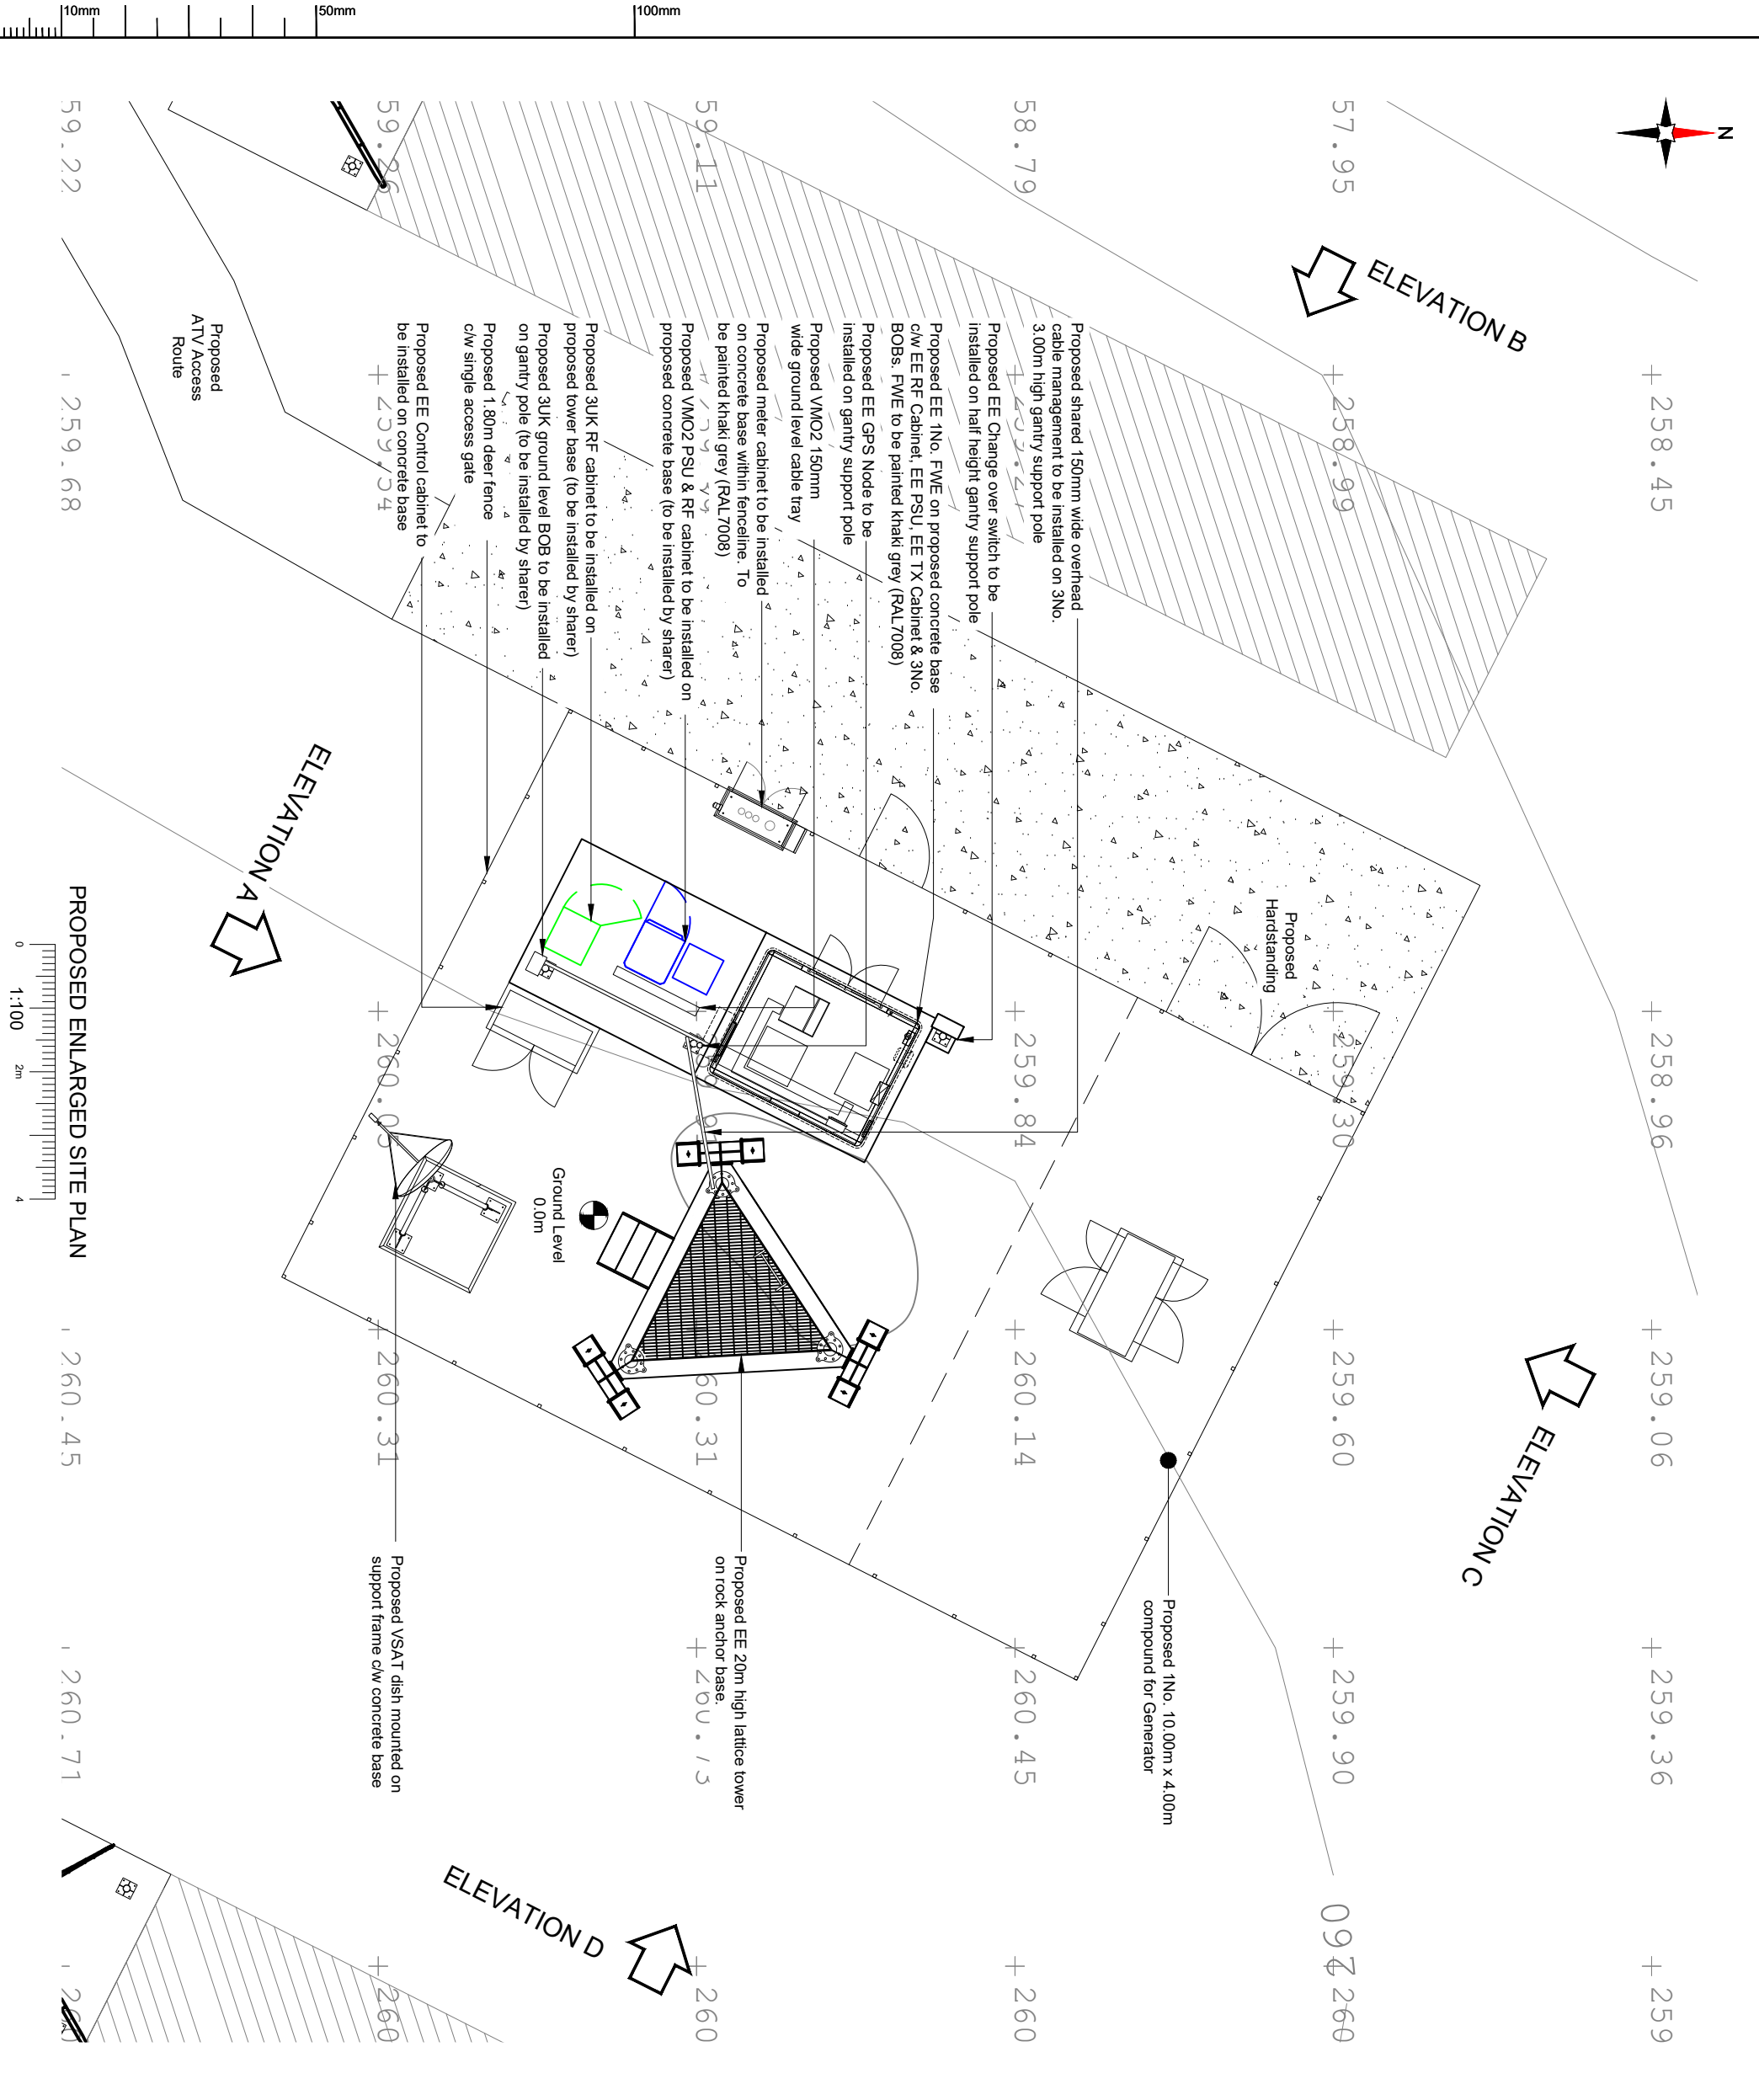 10mm
50mm
100mm
N
ELEVATION B
57.95
58.79
59.11
59.26
59.22
258.45
258.99
259.54
259.68
Proposed shared 150mm wide overhead
cable management to be installed on 3No.
3.00m high gantry support pole
Proposed EE Change over switch to be
installed on half height gantry support pole
Proposed EE 1No. FWE on proposed concrete base
c/w EE RF Cabinet, EE PSU, EE TX Cabinet & 3No.
BOBs. FWE to be painted khaki grey (RAL7008)
Proposed EE GPS Node to be
installed on gantry support pole
Proposed VMO2 150mm
wide ground level cable tray
Proposed meter cabinet to be installed
on concrete base within fenceline. To
be painted khaki grey (RAL7008)
Proposed VMO2 PSU & RF cabinet to be installed on
proposed concrete base (to be installed by sharer)
Proposed 3UK RF cabinet to be installed on
proposed tower base (to be installed by sharer)
Proposed 3UK ground level BOB to be installed
on gantry pole (to be installed by sharer)
Proposed 1.80m deer fence
c/w single access gate
Proposed EE Control cabinet to
be installed on concrete base
Proposed
ATV Access
Route
Proposed
Hardstanding
ELEVATION A
258.96
259.30
259.84
260.03
Ground Level
0.0m
259.06
259.60
260.14
60.31
260.31
260.45
ELEVATION C
Proposed 1No. 10.00m x 4.00m
compound for Generator
Proposed EE 20m high lattice tower
on rock anchor base.
Proposed VSAT dish mounted on
support frame c/w concrete base
259.36
259.90
260.45
260.73
260.71
ELEVATION D
260
259
260
260
260
260
260
PROPOSED ENLARGED SITE PLAN
0
2m
4
1:100